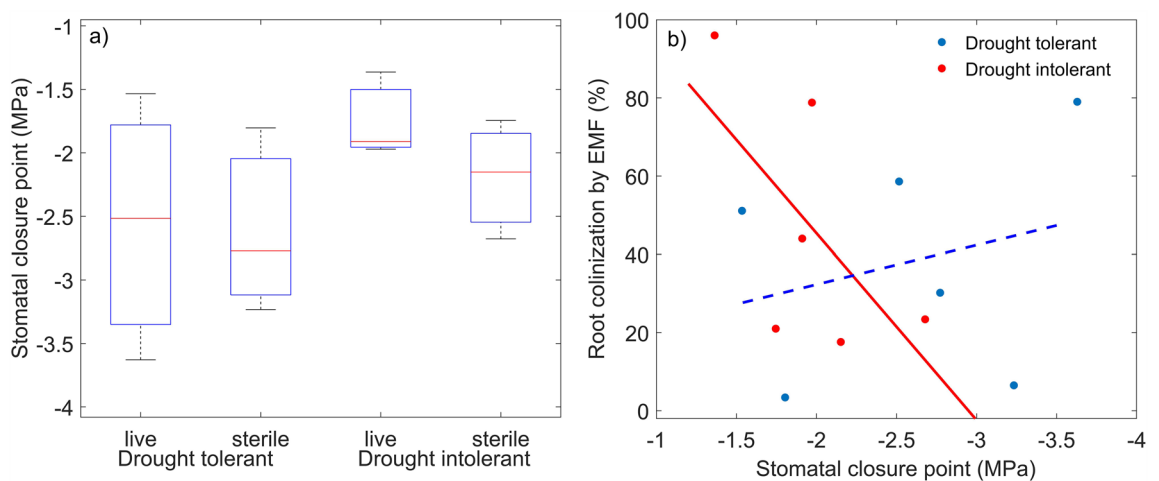 a)
Stomatal closure point (MPa)
-1
-1.5
-2
-2.5
-3
-3.5
-4
live sterile live sterile
Drought tolerant Drought intolerant
b)
Drought tolerant
Drought intolerant
Root colinization by EMF (%)
100
80
60
40
20
0
-1 -1.5 -2 -2.5 -3 -3.5 -4
Stomatal closure point (MPa)